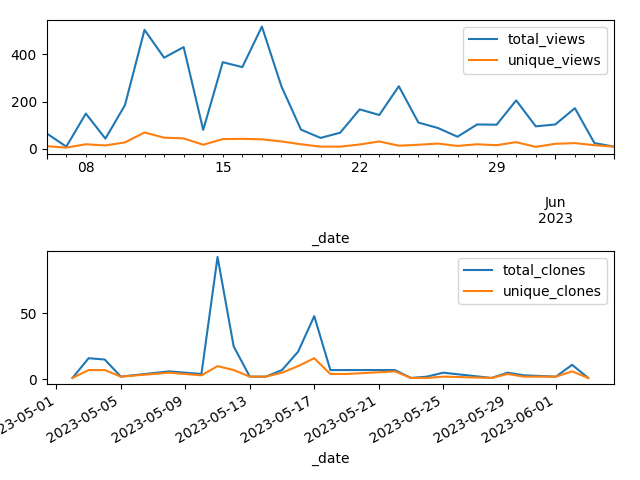 total_views
unique_views
400
200
0
08
15
22
29
Jun
2023
_date
total_clones
unique_clones
50
0
23-05-01
2023-05-05
2023-05-09
2023-05-13
2023-05-17
2023-05-21
2023-05-25
2023-05-29
2023-06-01
_date